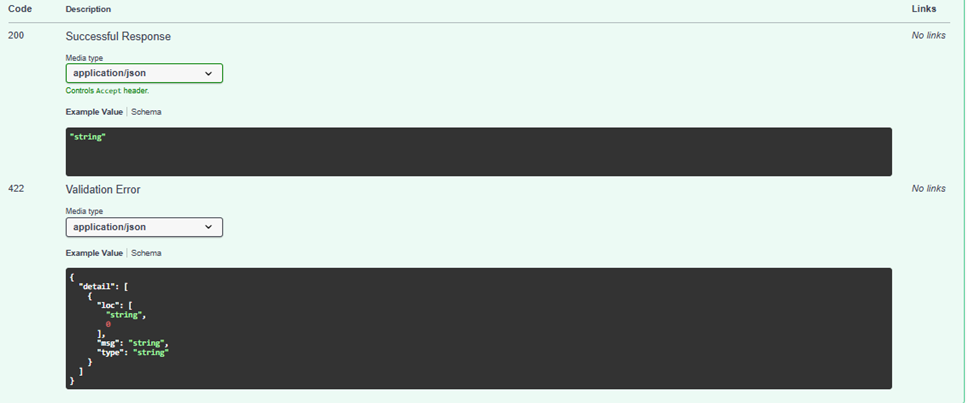 Code Description Links
200 Successful Response No links
Media type
application/json
Controls Accept header.
Example Value | Schema
"string"
422 Validation Error No links
Media type
application/json
Example Value | Schema
{
  "detail": [
    {
      "loc": [
        "string",
        0
      ],
      "msg": "string",
      "type": "string"
    }
  ]
}